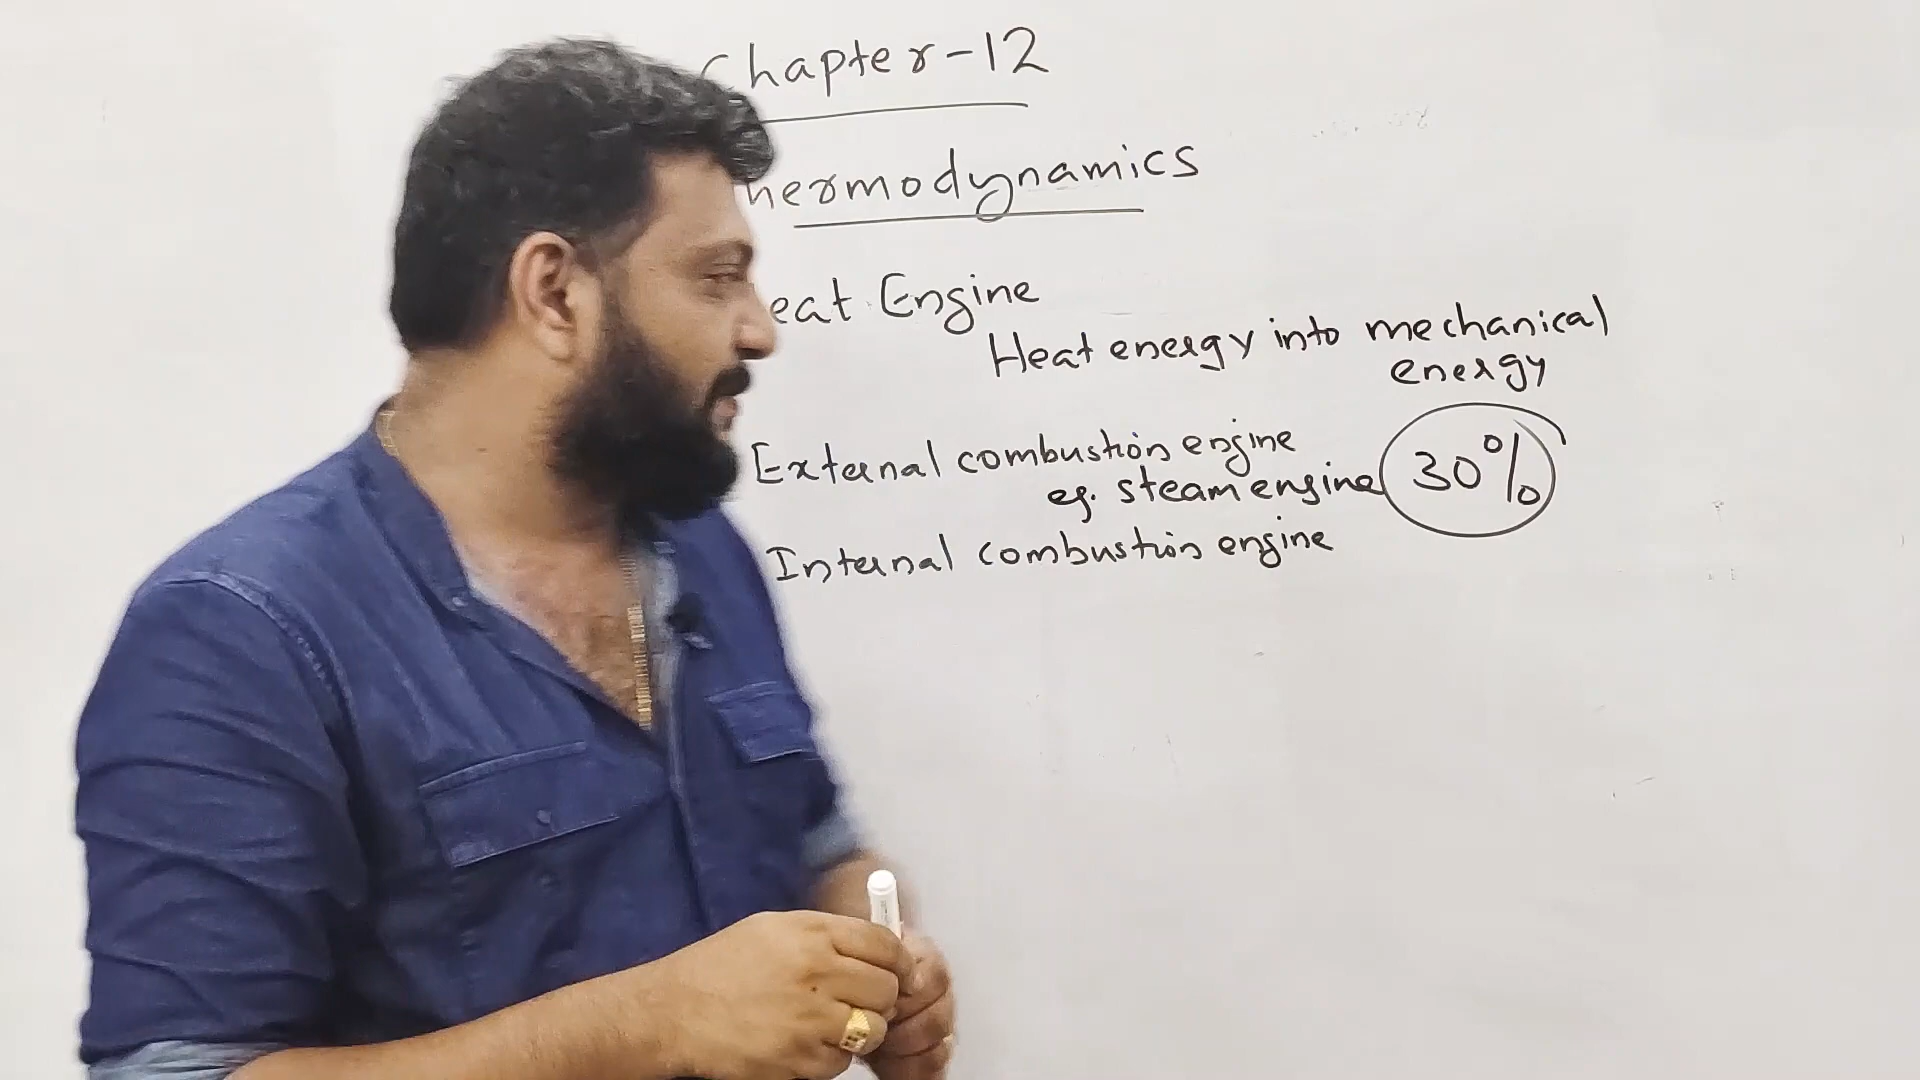 Chapter-12
hermodynamics
eat Engine
Heat energy into mechanical
energy
External combustion engine
eg. steam engine 30%
Internal combustion engine